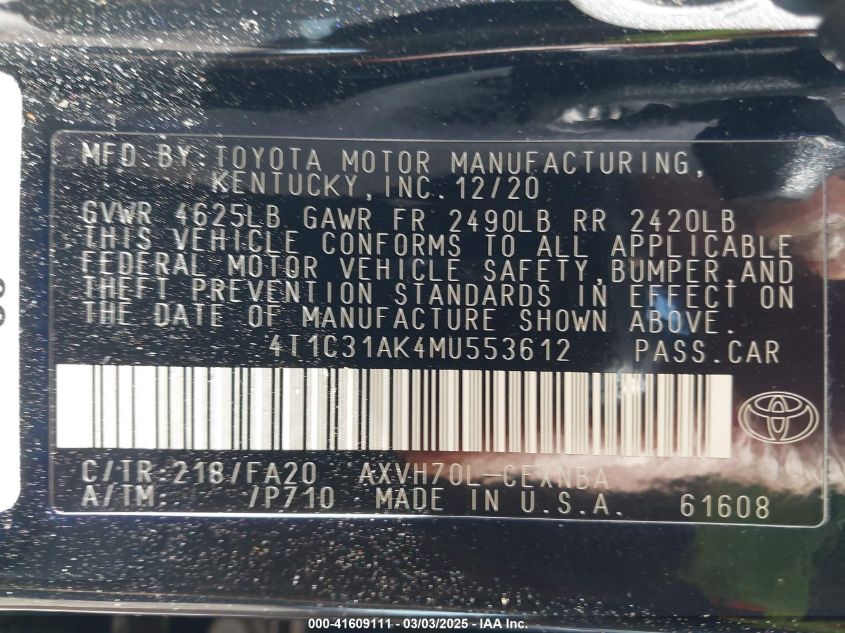 MFD.BY:TOYOTA MOTOR MANUFACTURING,
KENTUCKY,INC. 12/20
GVWR 4625LB GAWR FR 2490LB RR 2420LB
THIS VEHICLE CONFORMS TO ALL APPLICABLE
FEDERAL MOTOR VEHICLE SAFETY,BUMPER,AND
THEFT PREVENTION STANDARDS IN EFFECT ON
THE DATE OF MANUFACTURE SHOWN ABOVE.
4T1C31AK4MU553612 PASS.CAR
C/TR:218/FA20 AXVH70L-CEXNBA
A/TM: /P710 MADE IN U.S.A. 61608
000-41609111 - 03/03/2025 - IAA Inc.